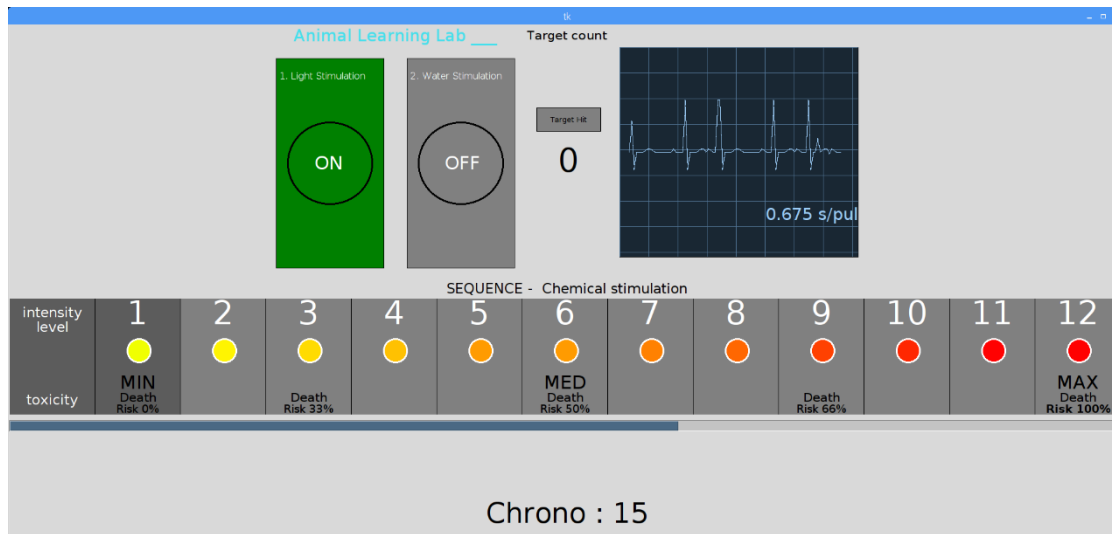 tk
Animal Learning Lab ___
Target count
1. Light Stimulation
2. Water Stimulation
Target Hit
ON
OFF
0
0.675 s/pul
SEQUENCE - Chemical stimulation
intensity level
1 2 3 4 5 6 7 8 9 10 11 12
toxicity
MIN
Death
Risk 0%
Death
Risk 33%
MED
Death
Risk 50%
Death
Risk 66%
MAX
Death
Risk 100%
Chrono : 15